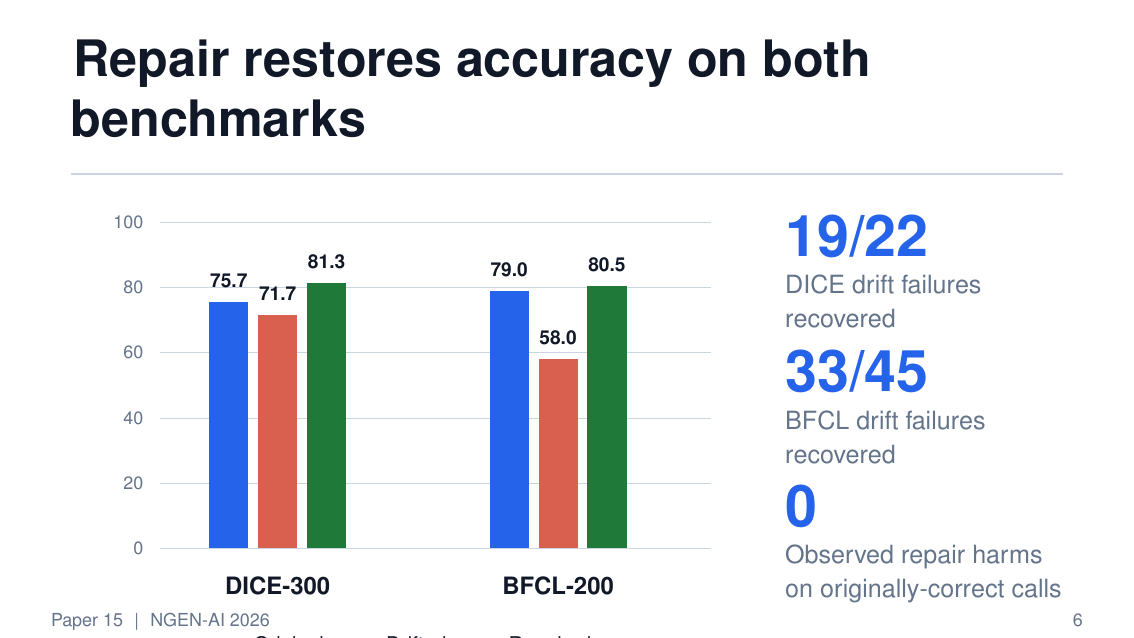 Repair restores accuracy on both
benchmarks
100
80
60
40
20
0
75.7
71.7
81.3
79.0
58.0
80.5
DICE-300
BFCL-200
19/22
DICE drift failures
recovered
33/45
BFCL drift failures
recovered
0
Observed repair harms
on originally-correct calls
Paper 15 | NGEN-AI 2026
6